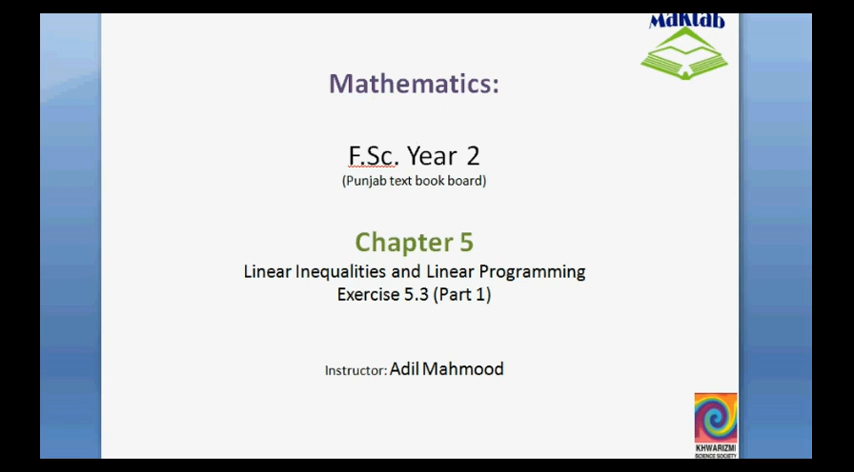 Maktab
Mathematics:
F.Sc. Year 2
(Punjab text book board)
Chapter 5
Linear Inequalities and Linear Programming
Exercise 5.3 (Part 1)
Instructor: Adil Mahmood
KHWARIZMI
SCIENCE SOCIETY